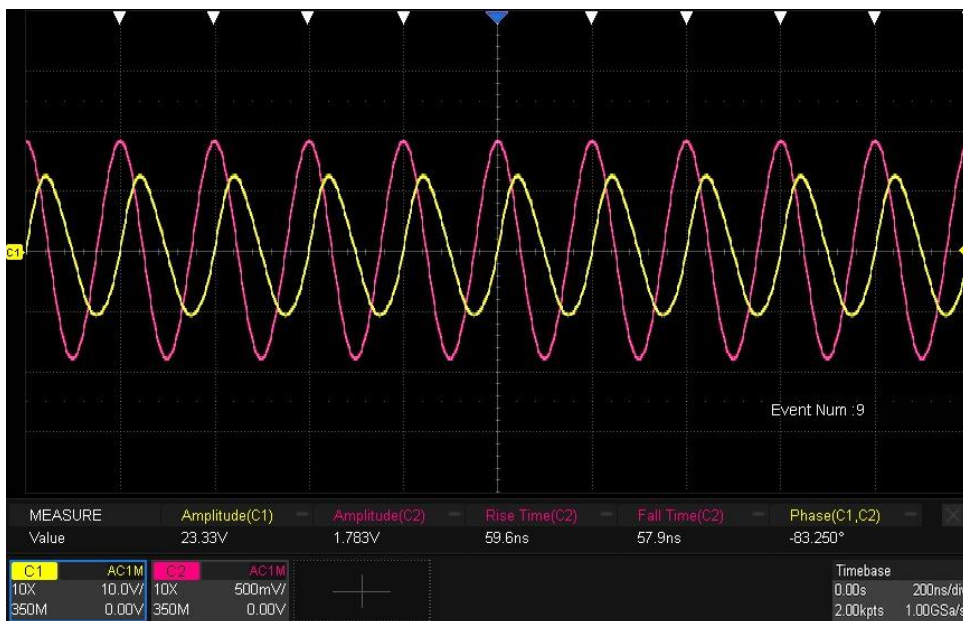 C1
Event Num :9
MEASURE Amplitude(C1) Amplitude(C2) Rise Time(C2) Fall Time(C2) Phase(C1,C2)
Value 23.33V 1.783V 59.6ns 57.9ns -83.250°
C1 AC1M C2 AC1M Timebase
10X 10.0V/ 10X 500mV/ 0.00s 200ns/div
350M 0.00V 350M 0.00V 2.00kpts 1.00GSa/s